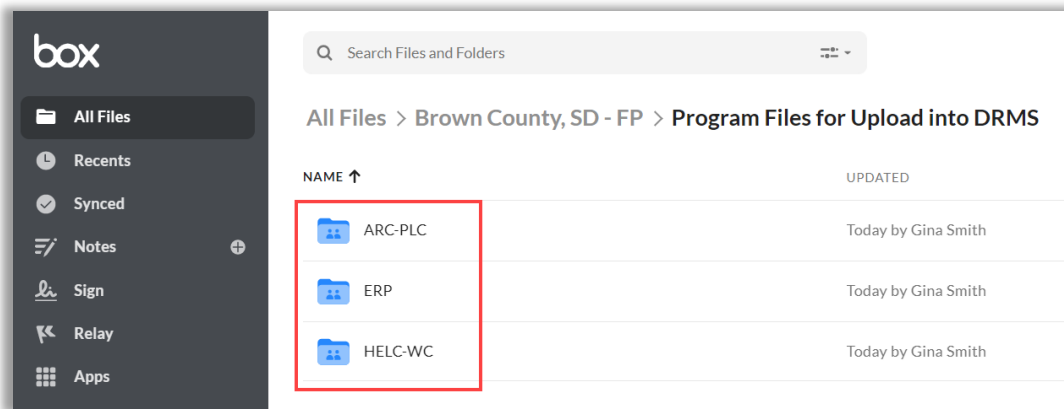 box
Search Files and Folders
All Files
All Files > Brown County, SD - FP > Program Files for Upload into DRMS
Recents
NAME ↑ UPDATED
Synced
ARC-PLC Today by Gina Smith
Notes
Sign
ERP Today by Gina Smith
Relay
HELC-WC Today by Gina Smith
Apps